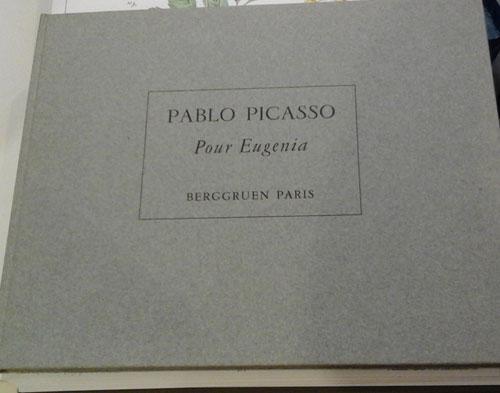 PABLO PICASSO
Pour Eugenia
BERGGRUEN PARIS